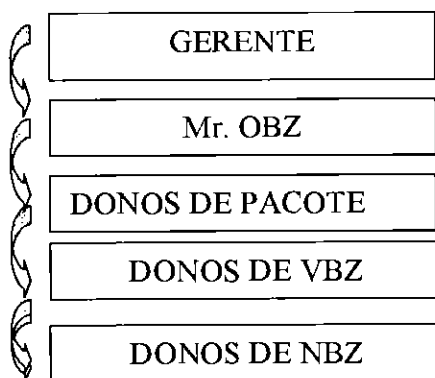 GERENTE
Mr. OBZ
DONOS DE PACOTE
DONOS DE VBZ
DONOS DE NBZ